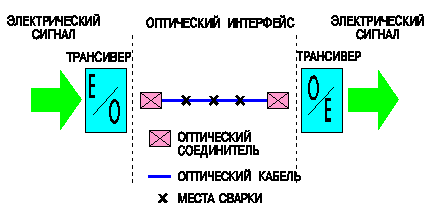 ЭЛЕКТРИЧЕСКИЙ
СИГНАЛ
ОПТИЧЕСКИЙ ИНТЕРФЕЙС
ЭЛЕКТРИЧЕСКИЙ
СИГНАЛ
ТРАНСИВЕР
ТРАНСИВЕР
E/O
O/E
ОПТИЧЕСКИЙ
СОЕДИНИТЕЛЬ
ОПТИЧЕСКИЙ КАБЕЛЬ
МЕСТА СВАРКИ